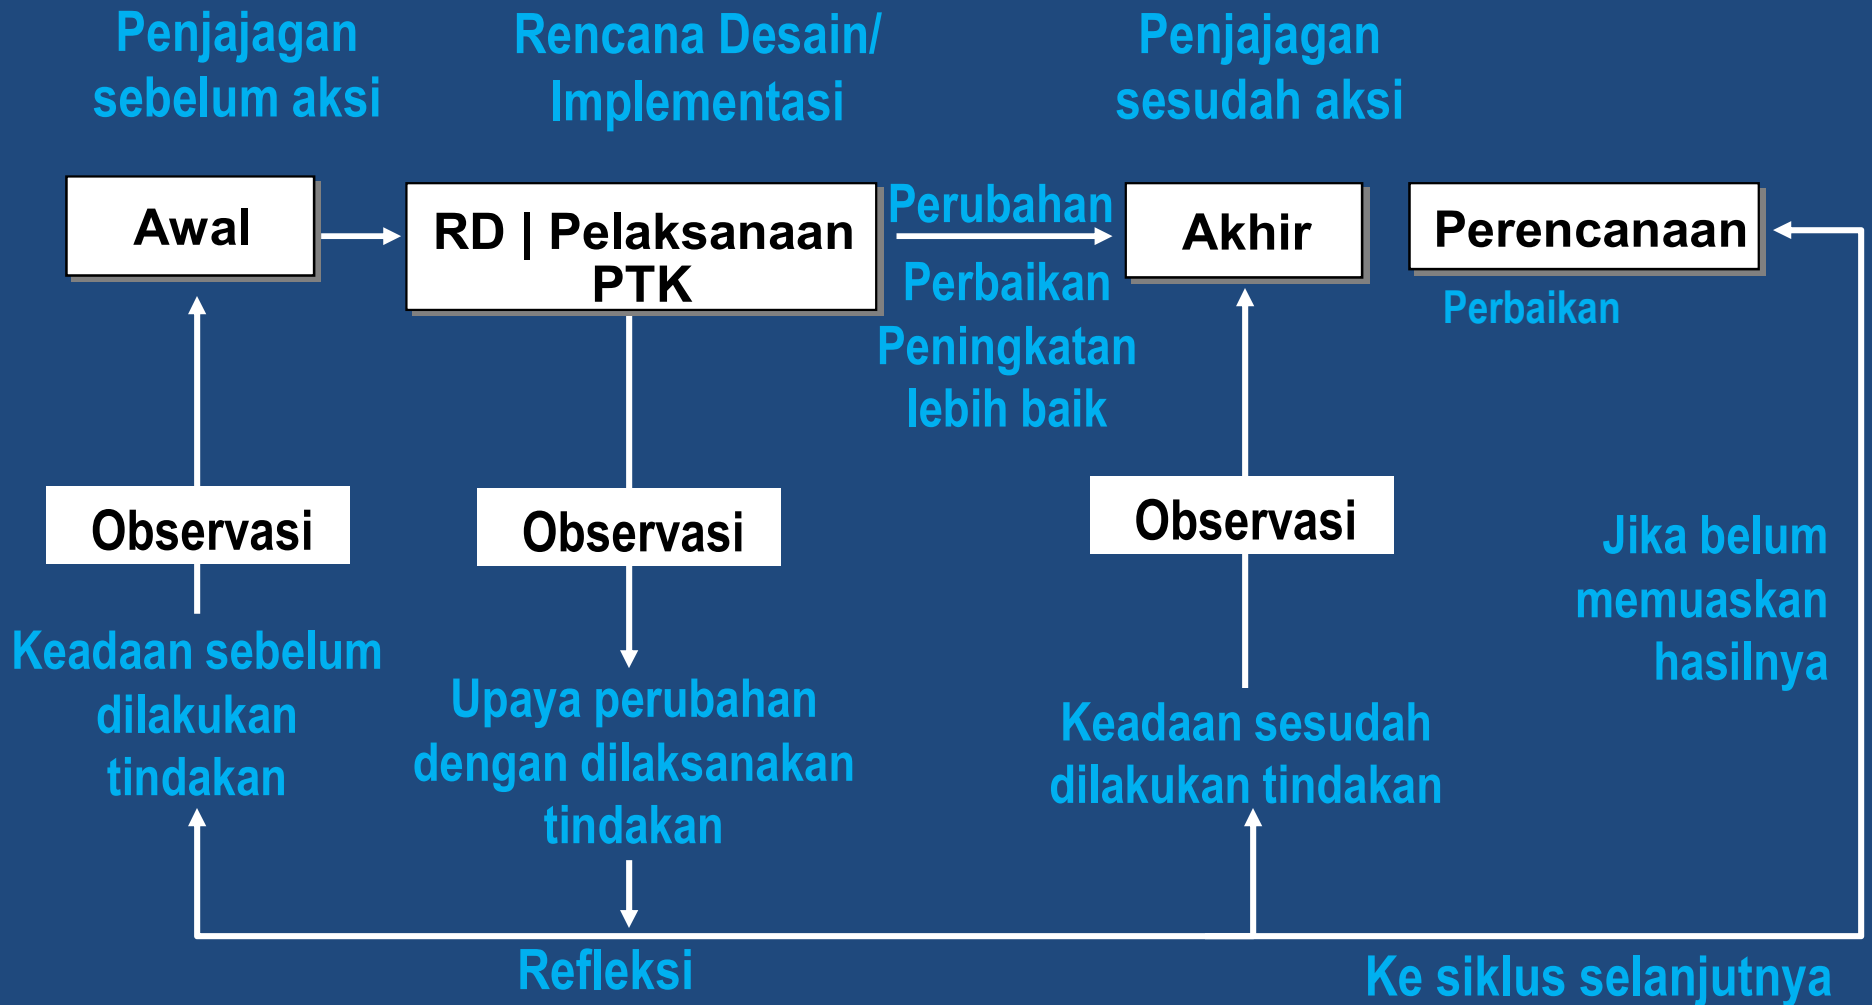 Penjajagan
sebelum aksi
Rencana Desain/
Implementasi
Penjajagan
sesudah aksi
Awal
RD | Pelaksanaan
PTK
Perubahan
Perbaikan
Peningkatan
lebih baik
Akhir
Perencanaan
Perbaikan
Observasi
Observasi
Observasi
Keadaan sebelum
dilakukan
tindakan
Upaya perubahan
dengan dilaksanakan
tindakan
Keadaan sesudah
dilakukan tindakan
Jika belum
memuaskan
hasilnya
Refleksi
Ke siklus selanjutnya